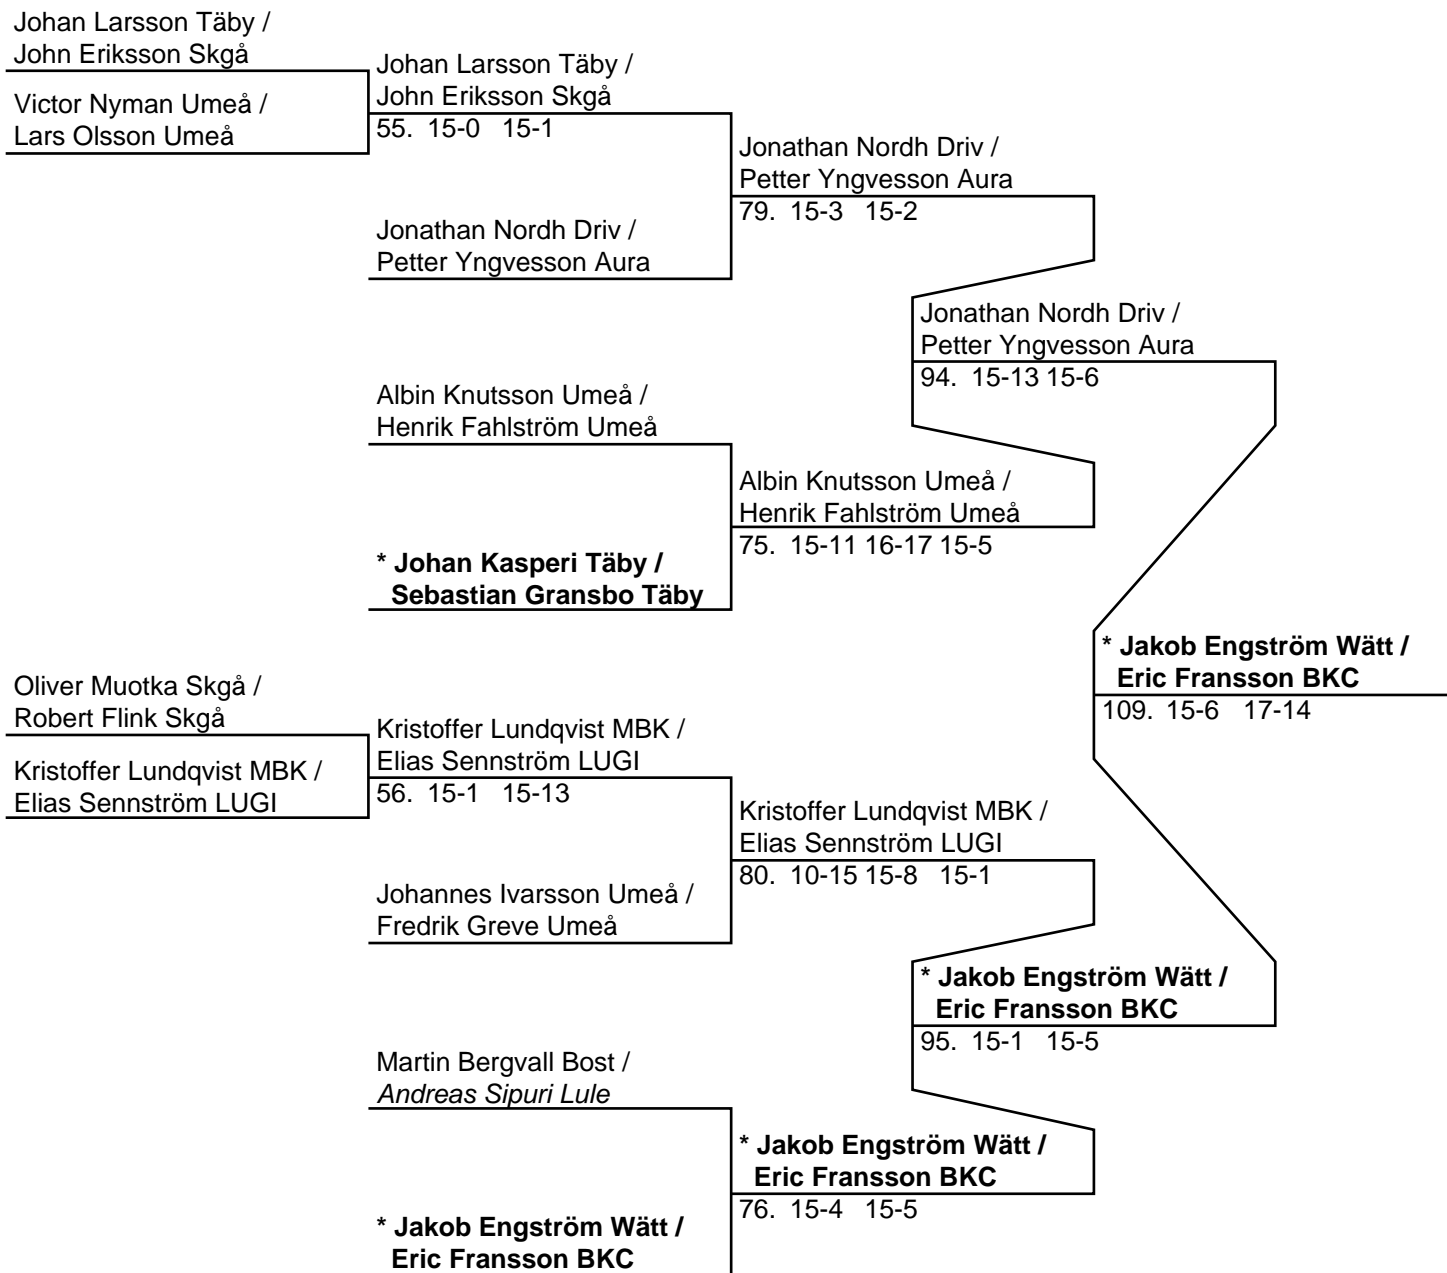 Johan Larsson Täby /
John Eriksson Skgå
Victor Nyman Umeå /
Lars Olsson Umeå
Johan Larsson Täby /
John Eriksson Skgå
55. 15-0 15-1
Jonathan Nordh Driv /
Petter Yngvesson Aura
Jonathan Nordh Driv /
Petter Yngvesson Aura
79. 15-3 15-2
Albin Knutsson Umeå /
Henrik Fahlström Umeå
* Johan Kasperi Täby /
Sebastian Gransbo Täby
Albin Knutsson Umeå /
Henrik Fahlström Umeå
75. 15-11 16-17 15-5
Jonathan Nordh Driv /
Petter Yngvesson Aura
94. 15-13 15-6
Oliver Muotka Skgå /
Robert Flink Skgå
Kristoffer Lundqvist MBK /
Elias Sennström LUGI
Kristoffer Lundqvist MBK /
Elias Sennström LUGI
56. 15-1 15-13
Johannes Ivarsson Umeå /
Fredrik Greve Umeå
Kristoffer Lundqvist MBK /
Elias Sennström LUGI
80. 10-15 15-8 15-1
Martin Bergvall Bost /
Andreas Sipuri Lule
* Jakob Engström Wätt /
Eric Fransson BKC
* Jakob Engström Wätt /
Eric Fransson BKC
76. 15-4 15-5
* Jakob Engström Wätt /
Eric Fransson BKC
95. 15-1 15-5
* Jakob Engström Wätt /
Eric Fransson BKC
109. 15-6 17-14